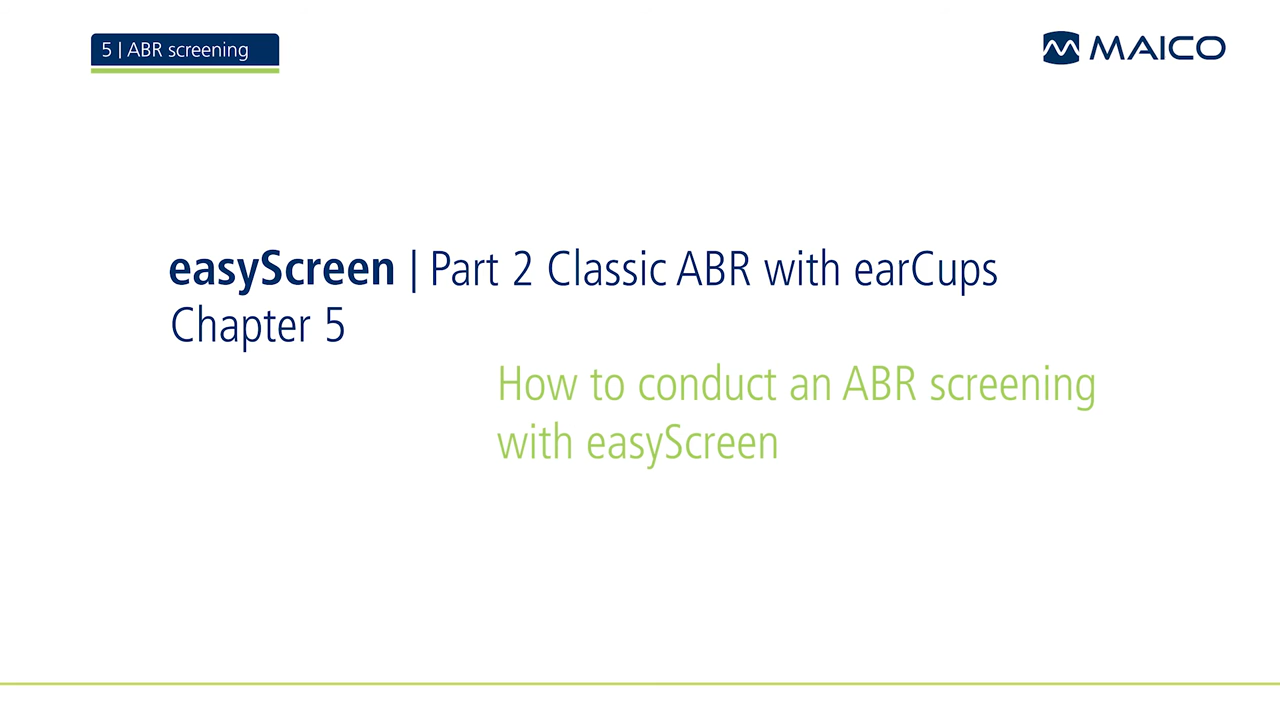 5 | ABR screening
MAICO
easyScreen | Part 2 Classic ABR with earCups
Chapter 5
How to conduct an ABR screening
with easyScreen